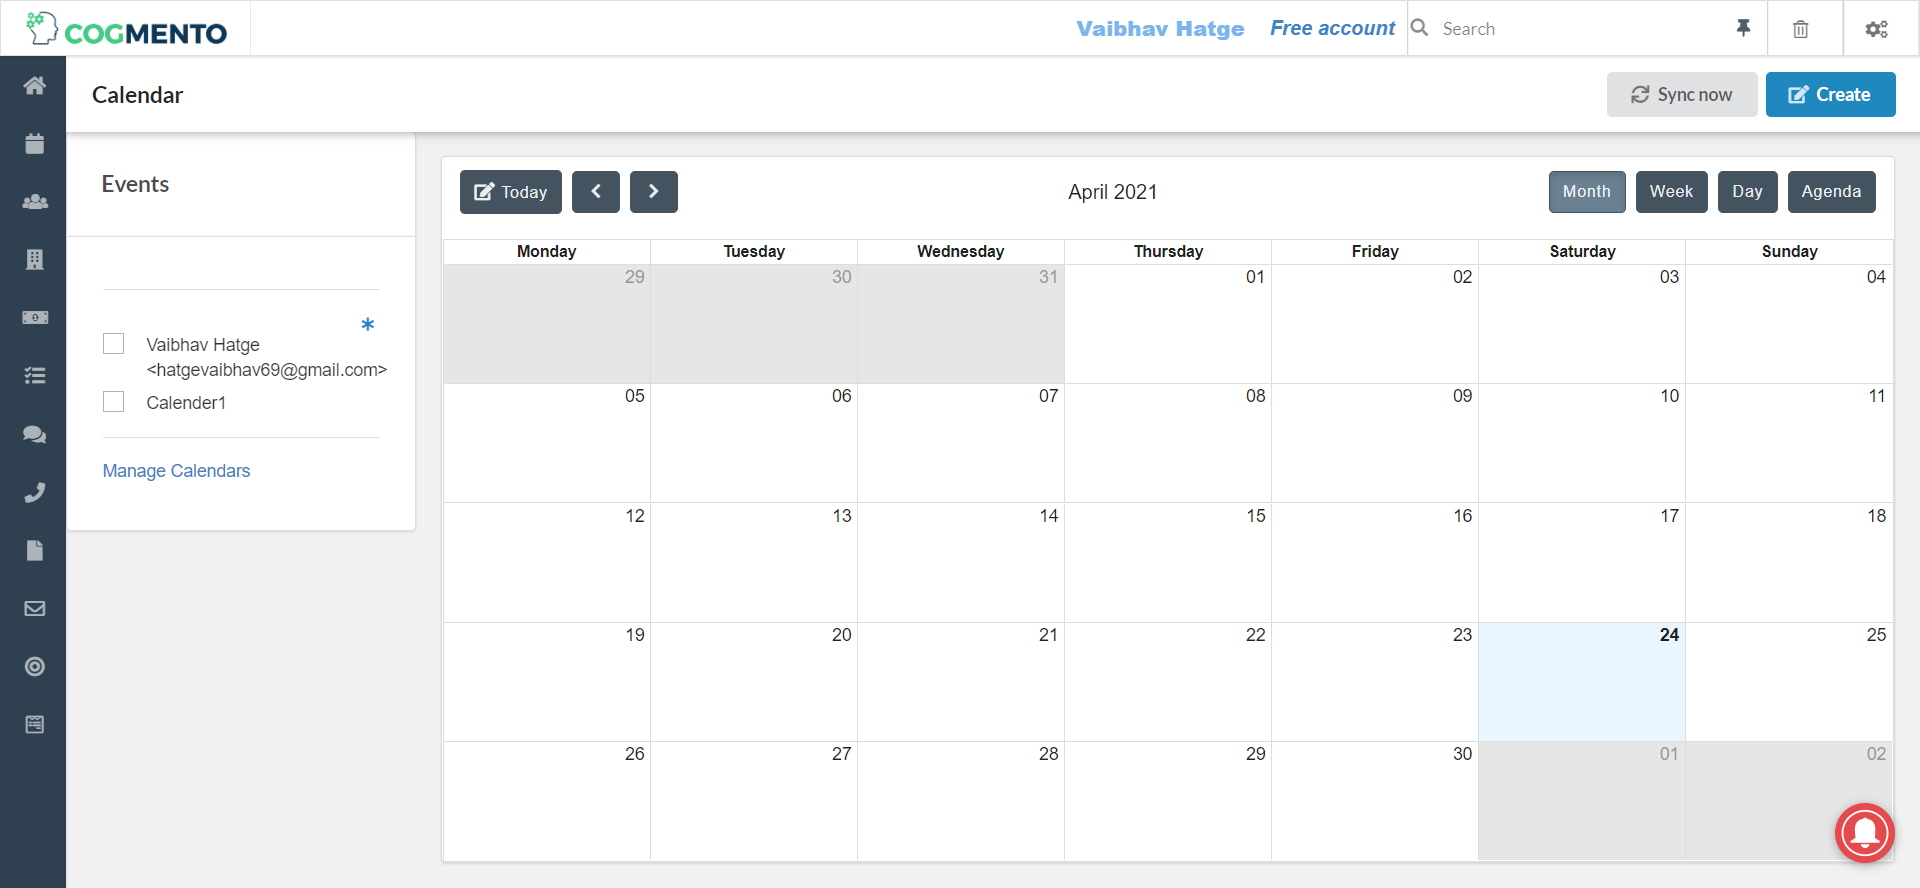 COGMENTO
Vaibhav Hatge
Free account
Search
Calendar
Sync now
Create
Events
Vaibhav Hatge
<hatgevaibhav69@gmail.com>
Calender1
Manage Calendars
Today
April 2021
Month
Week
Day
Agenda
Monday Tuesday Wednesday Thursday Friday Saturday Sunday
29 30 31 01 02 03 04
05 06 07 08 09 10 11
12 13 14 15 16 17 18
19 20 21 22 23 24 25
26 27 28 29 30 01 02